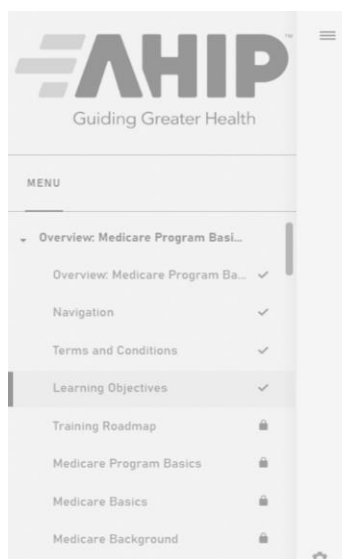 AHIP™
Guiding Greater Health
MENU
Overview: Medicare Program Basi...
Overview: Medicare Program Ba...
Navigation
Terms and Conditions
Learning Objectives
Training Roadmap
Medicare Program Basics
Medicare Basics
Medicare Background